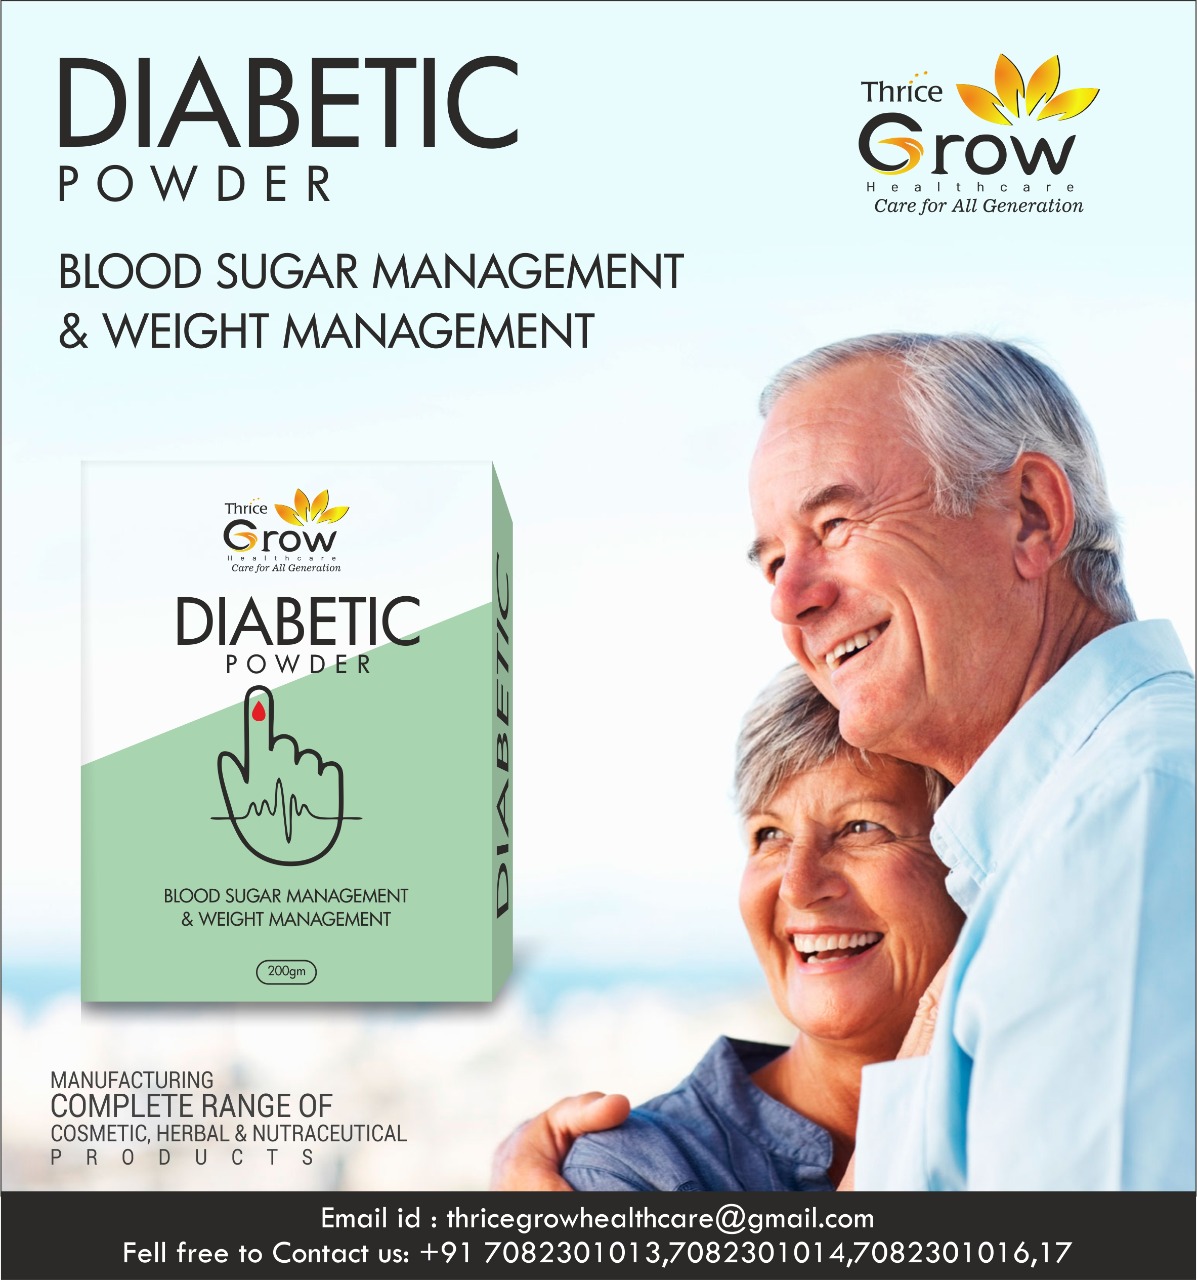 DIABETIC
POWDER
BLOOD SUGAR MANAGEMENT
& WEIGHT MANAGEMENT
Thrice
Grow
Healthcare
Care for All Generation
Thrice
Grow
Healthcare
Care for All Generation
DIABETIC
POWDER
BLOOD SUGAR MANAGEMENT
& WEIGHT MANAGEMENT
200gm
DIABETIC
MANUFACTURING
COMPLETE RANGE OF
COSMETIC, HERBAL & NUTRACEUTICAL
PRODUCTS
Email id : thricegrowhealthcare@gmail.com
Fell free to Contact us: +91 7082301013,7082301014,7082301016,17